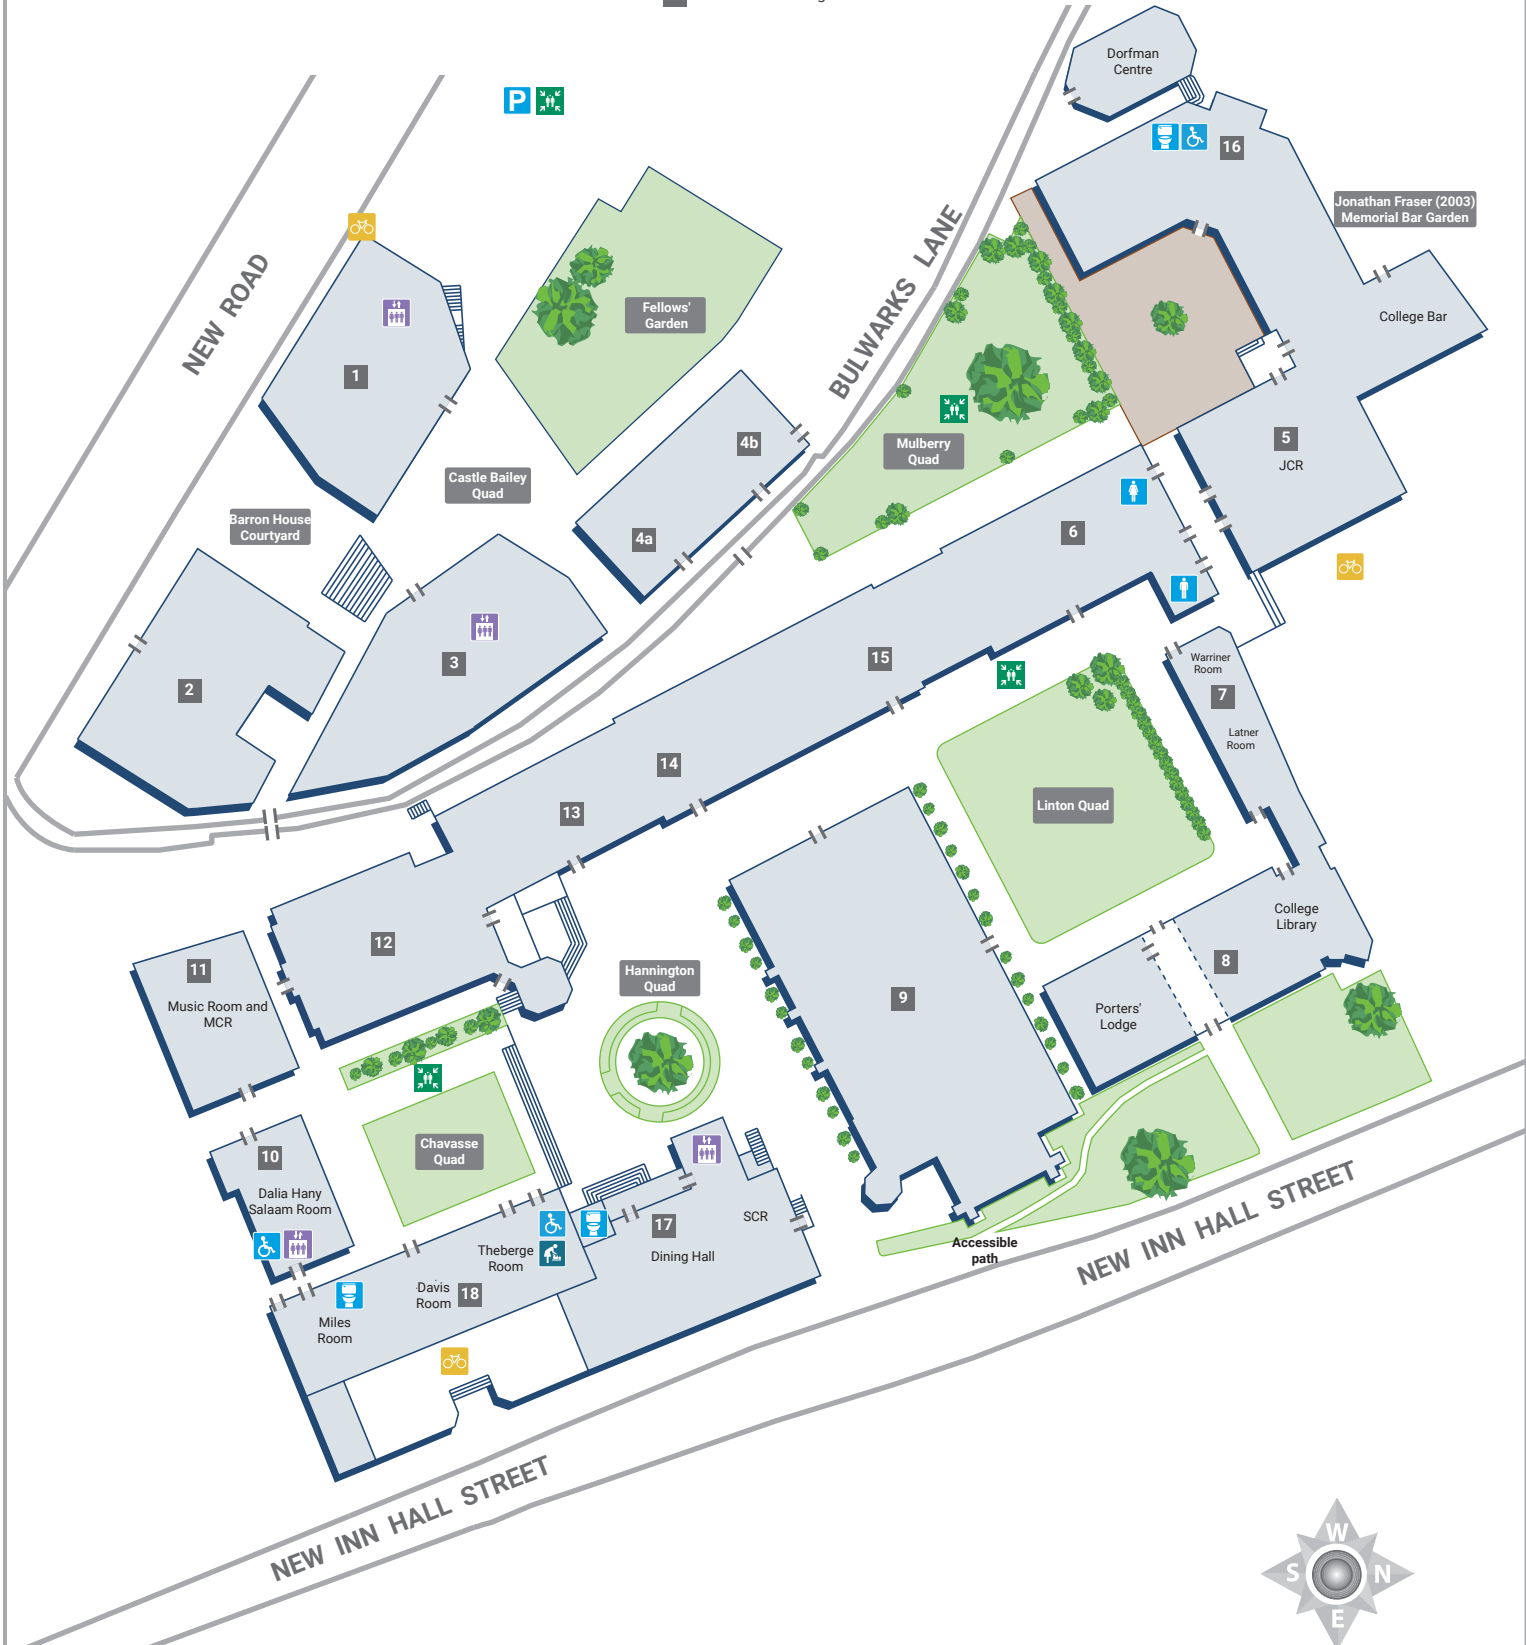 Dorfman
Centre
P
16
Jonathan Fraser (2003)
Memorial Bar Garden
NEW ROAD
BULWARKS LANE
Fellows'
Garden
College Bar
1
4b
5
JCR
Mulberry
Quad
Castle Bailey
Quad
Barron House
Courtyard
4a
6
3
2
15
Warriner
Room
7
Latner
Room
14
13
Linton Quad
College
Library
12
11
Music Room and
MCR
Hannington
Quad
9
8
Porters'
Lodge
10
Dalia Hany
Salaam Room
Chavasse
Quad
17
Dining Hall
SCR
Theberge
Room
Davis
Room
18
Miles
Room
Accessible
path
NEW INN HALL STREET
NEW INN HALL STREET
W
S
N
E